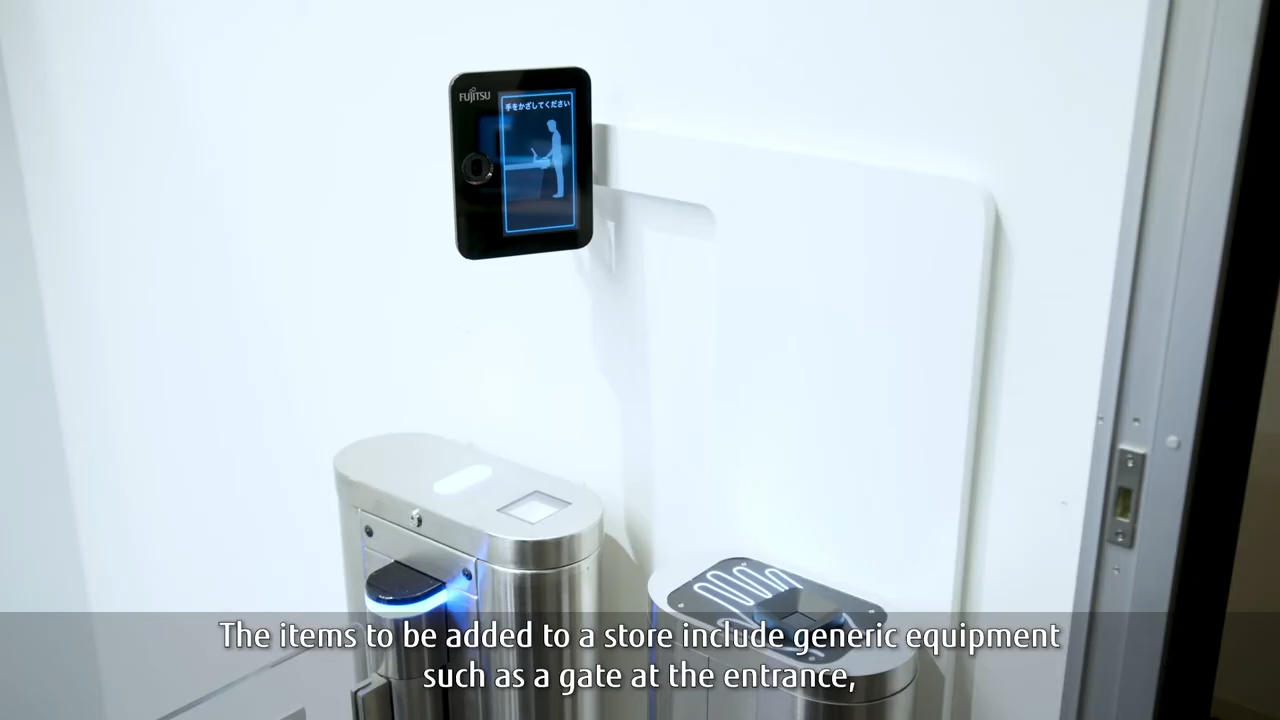 FUJITSU
手をかざしてください
The items to be added to a store include generic equipment
such as a gate at the entrance,